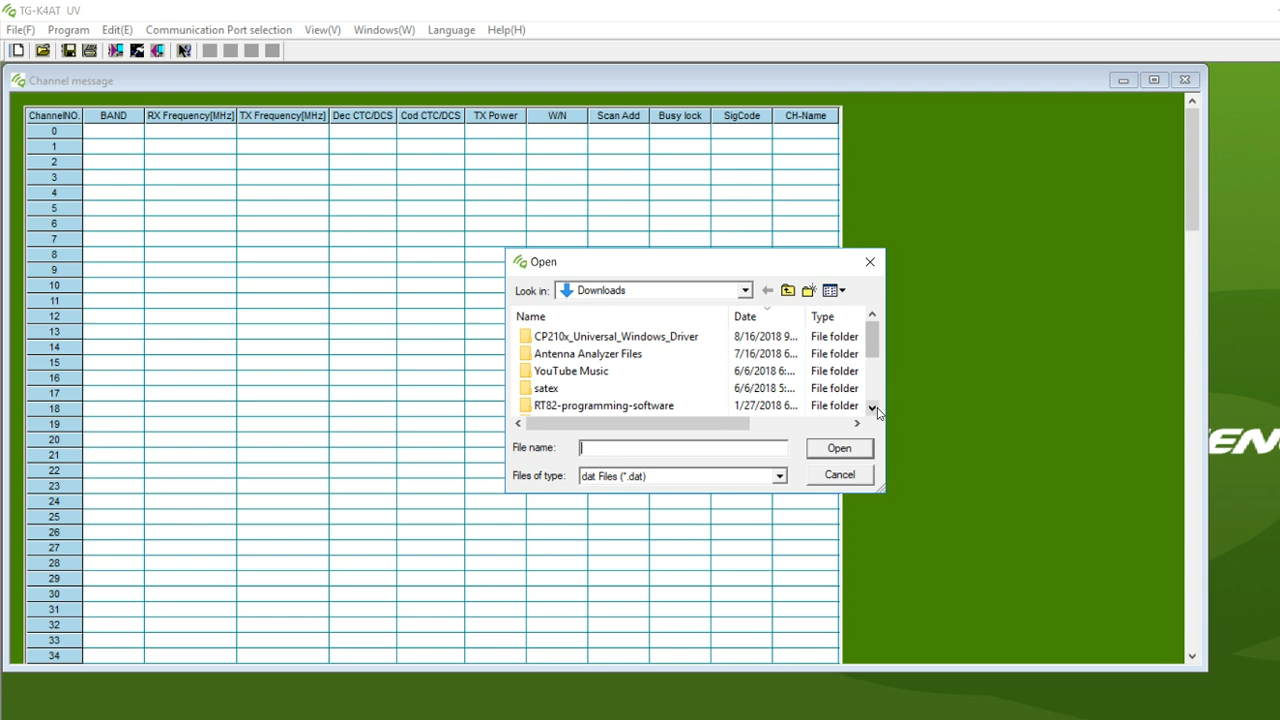 TG-K4AT UV
File(F) Program Edit(E) Communication Port selection View(V) Windows(W) Language Help(H)
Channel message
ChannelNO. BAND RX Frequency[MHz] TX Frequency[MHz] Dec CTC/DCS Cod CTC/DCS TX Power W/N Scan Add Busy lock SigCode CH-Name
0
1
2
3
4
5
6
7
8
9
10
11
12
13
14
15
16
17
18
19
20
21
22
23
24
25
26
27
28
29
30
31
32
33
34
Open
Look in: Downloads
Name Date Type
CP210x_Universal_Windows_Driver 8/16/2018 9... File folder
Antenna Analyzer Files 7/16/2018 6... File folder
YouTube Music 6/6/2018 6:... File folder
satex 6/6/2018 5:... File folder
RT82-programming-software 1/27/2018 6... File folder
File name: Open
Files of type: dat Files (*.dat) Cancel